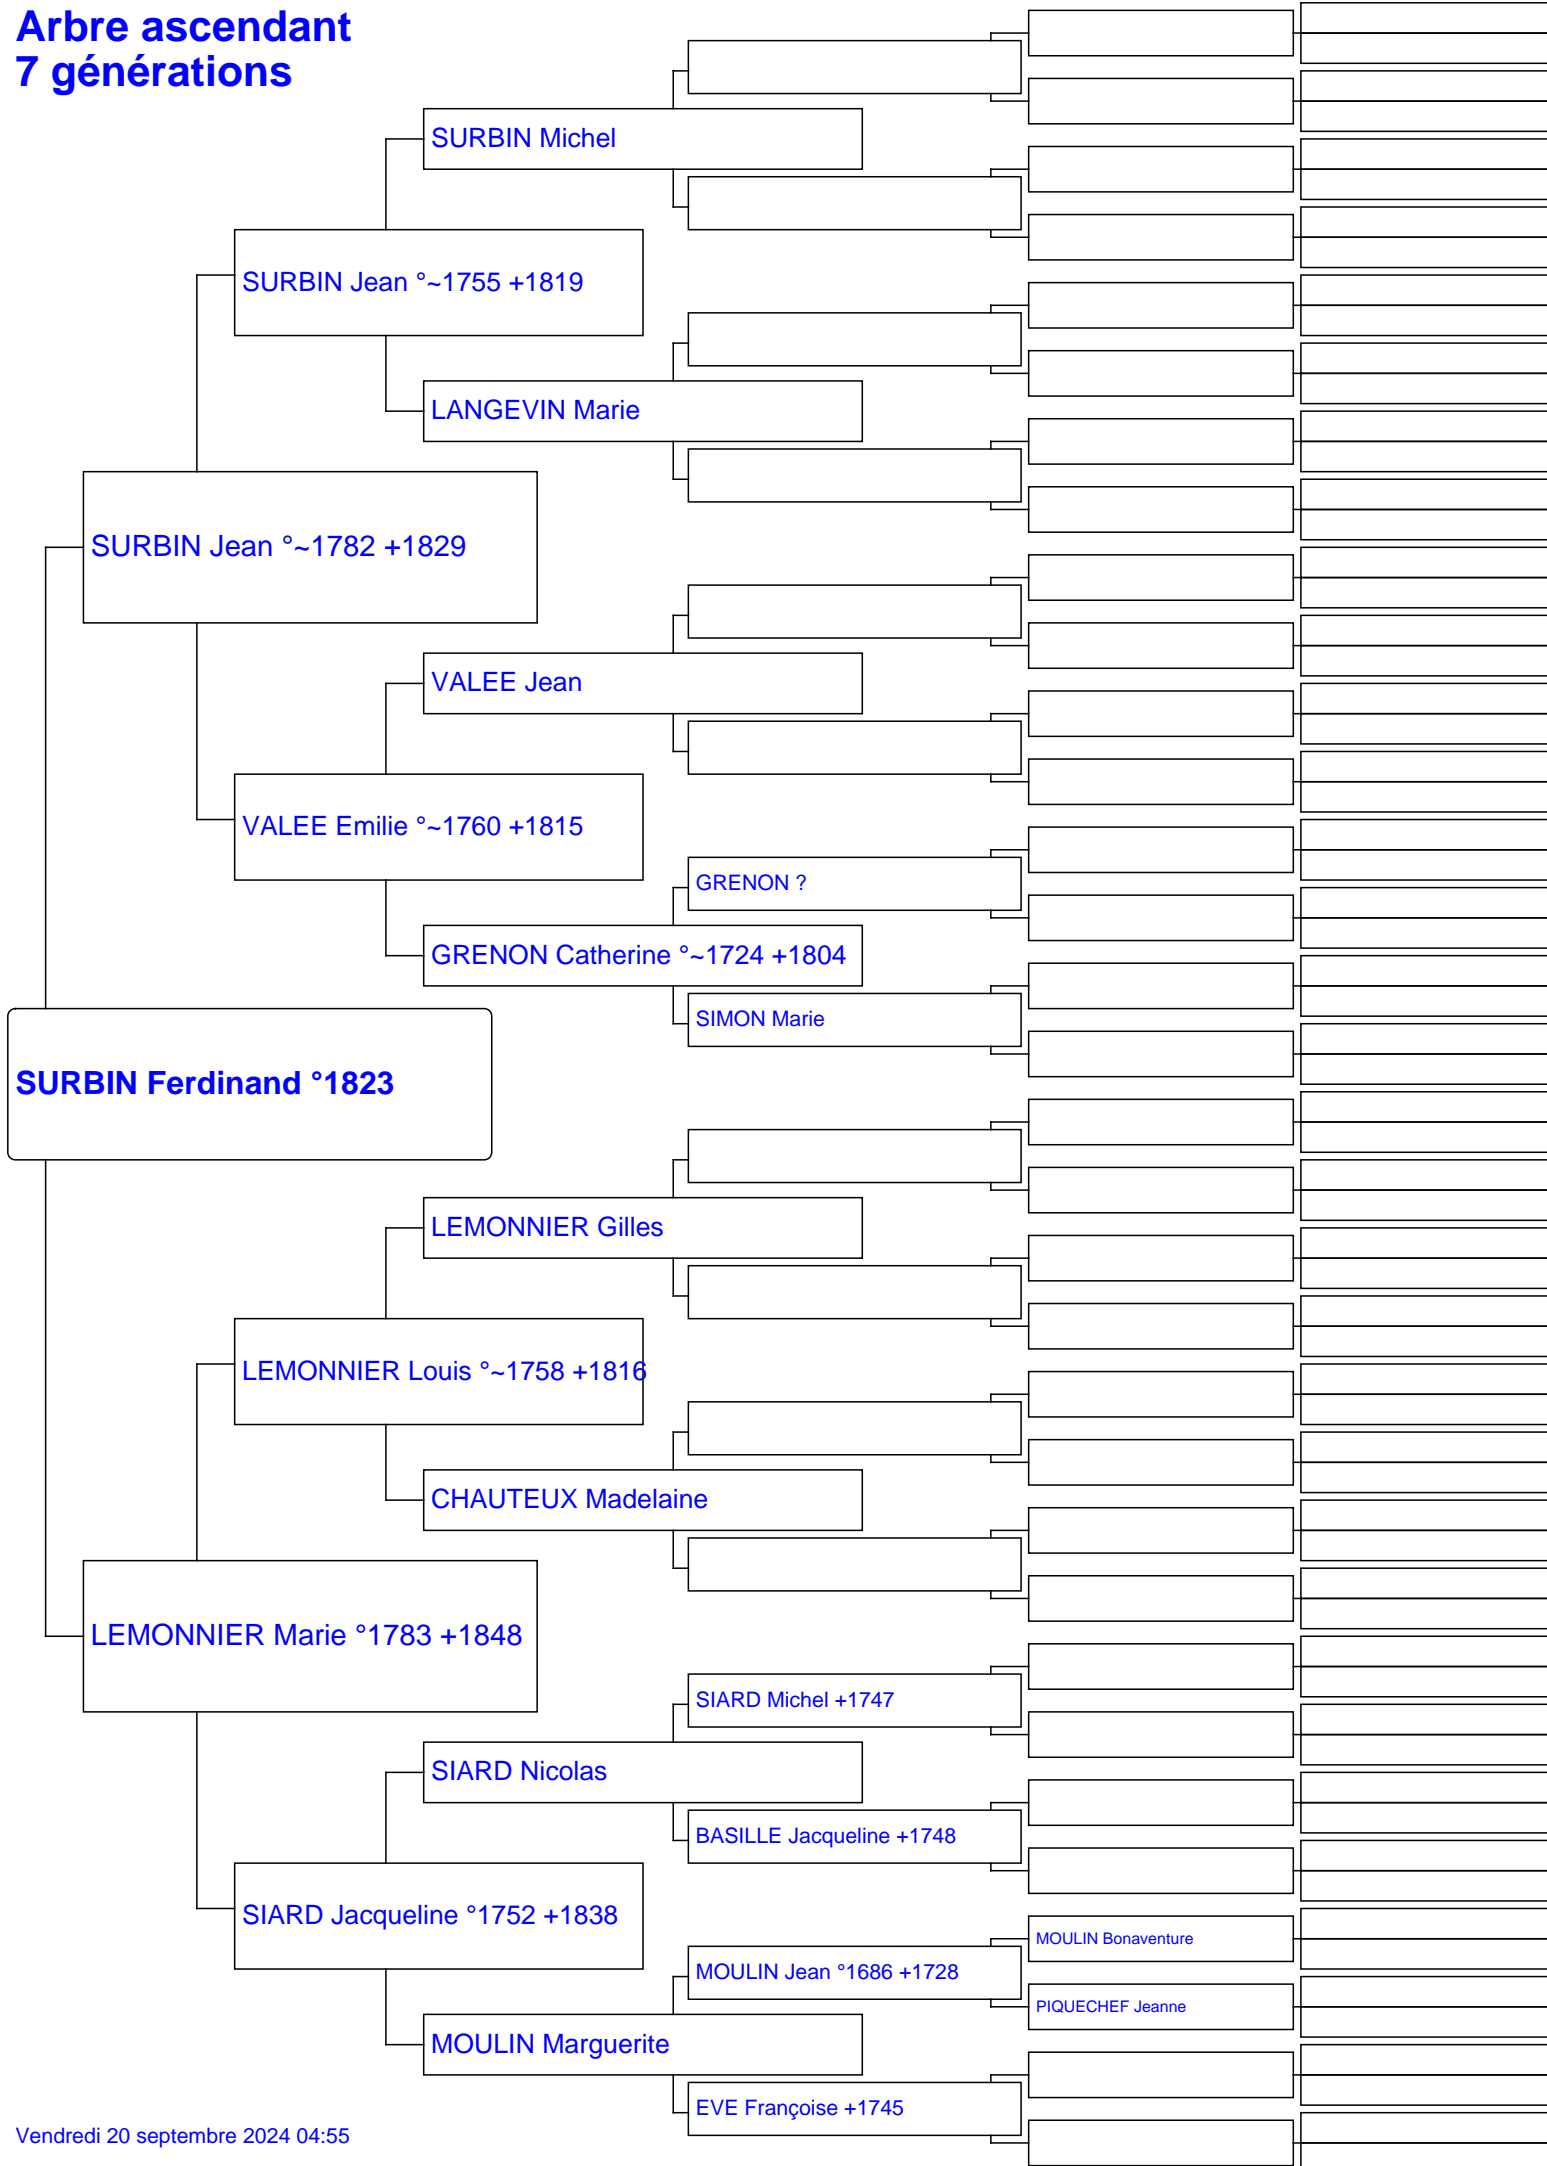 Arbre ascendant
7 générations
SURBIN Michel
SURBIN Jean °~1755 +1819
LANGEVIN Marie
SURBIN Jean °~1782 +1829
VALEE Jean
VALEE Emilie °~1760 +1815
GRENON ?
GRENON Catherine °~1724 +1804
SIMON Marie
SURBIN Ferdinand °1823
LEMONNIER Gilles
LEMONNIER Louis °~1758 +1816
CHAUTEUX Madelaine
LEMONNIER Marie °1783 +1848
SIARD Michel +1747
SIARD Nicolas
BASILLE Jacqueline +1748
SIARD Jacqueline °1752 +1838
MOULIN Bonaventure
MOULIN Jean °1686 +1728
PIQUECHEF Jeanne
MOULIN Marguerite
EVE Françoise +1745
Vendredi 20 septembre 2024 04:55